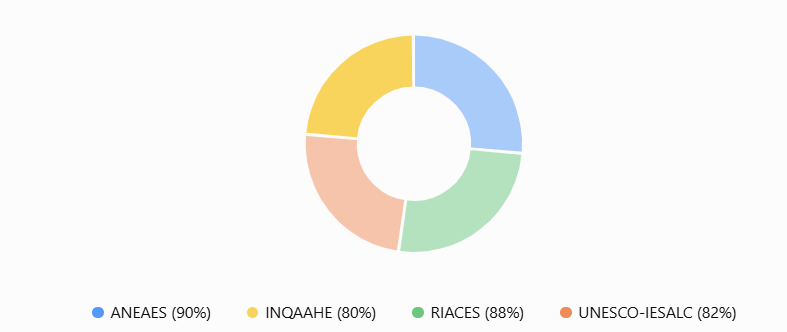 ANEAES (90%) INQAAHE (80%) RIACES (88%) UNESCO-IESALC (82%)